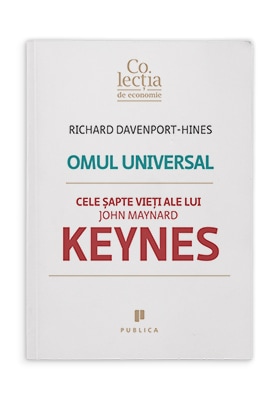 Co.
lecția
de economie
RICHARD DAVENPORT-HINES
OMUL UNIVERSAL
CELE ȘAPTE VIEȚI ALE LUI
JOHN MAYNARD
KEYNES
PUBLICA